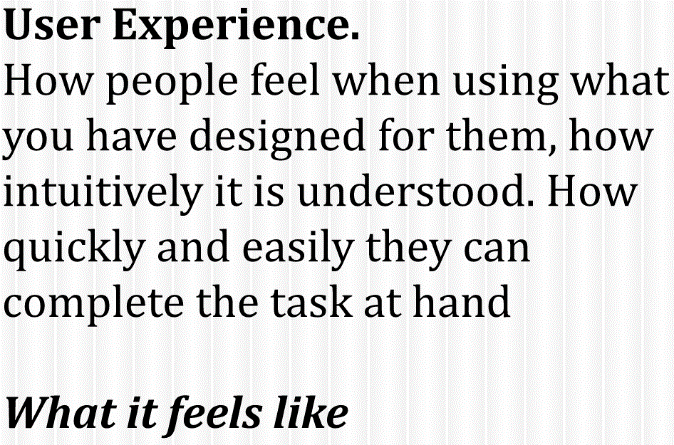 User Experience.
How people feel when using what
you have designed for them, how
intuitively it is understood. How
quickly and easily they can
complete the task at hand
What it feels like